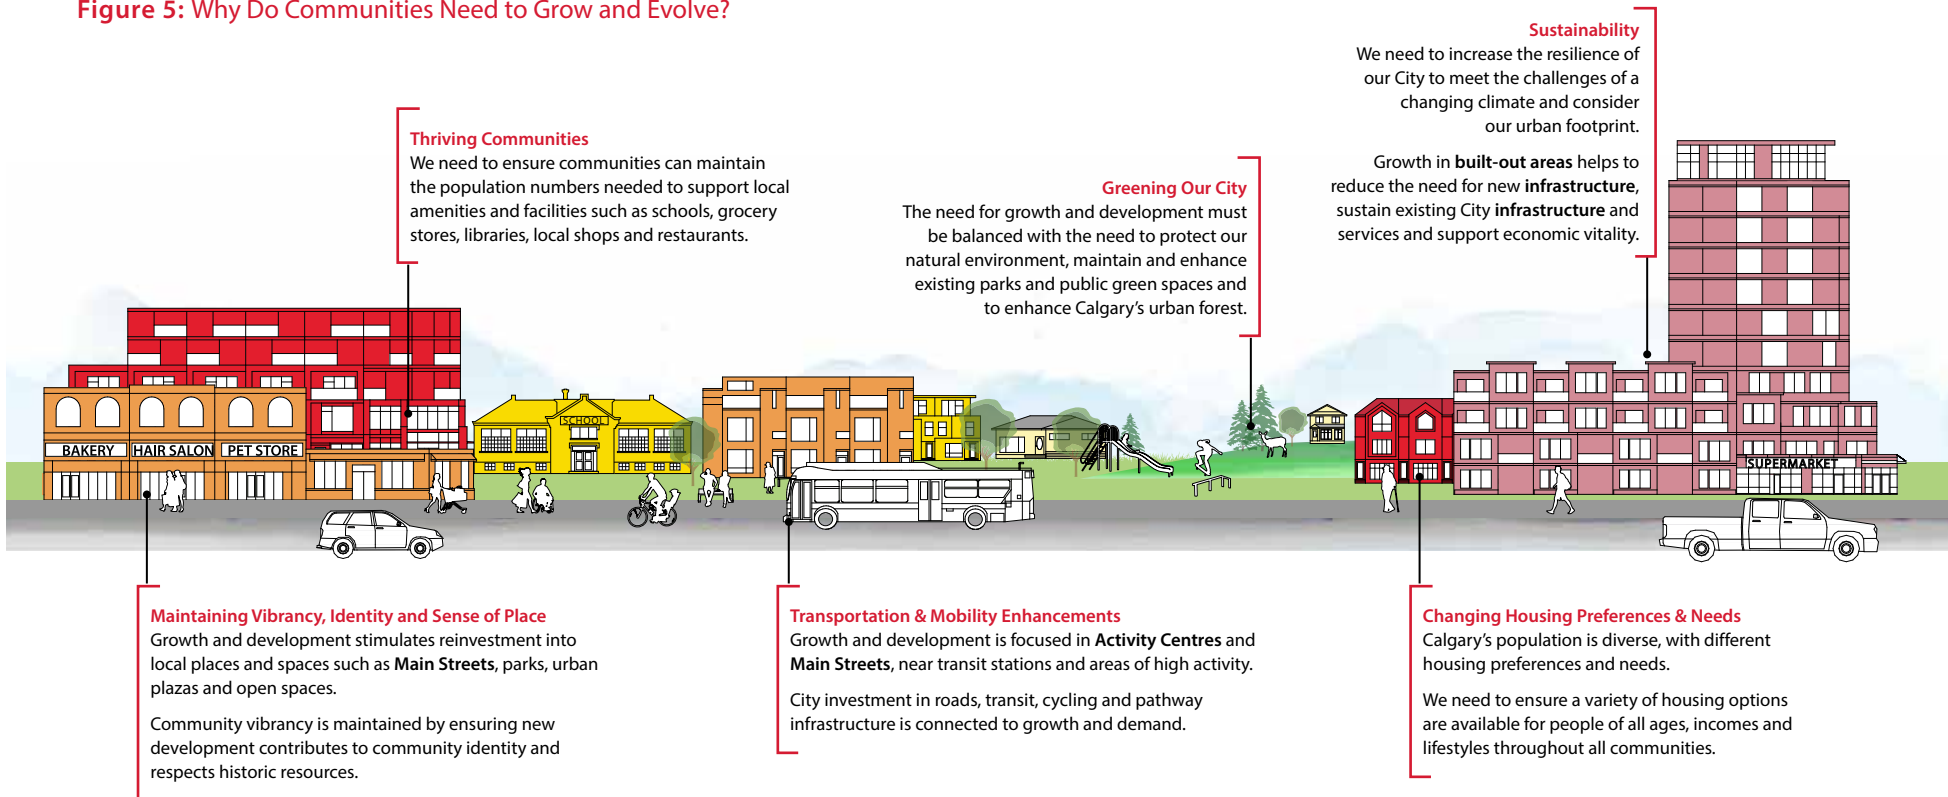 Figure 5: Why Do Communities Need to Grow and Evolve?
Thriving Communities
We need to ensure communities can maintain
the population numbers needed to support local
amenities and facilities such as schools, grocery
stores, libraries, local shops and restaurants.
Greening Our City
The need for growth and development must
be balanced with the need to protect our
natural environment, maintain and enhance
existing parks and public green spaces and
to enhance Calgary’s urban forest.
Sustainability
We need to increase the resilience of
our City to meet the challenges of a
changing climate and consider
our urban footprint.
Growth in built-out areas helps to
reduce the need for new infrastructure,
sustain existing City infrastructure and
services and support economic vitality.
BAKERY
HAIR SALON
PET STORE
SCHOOL
SUPERMARKET
Maintaining Vibrancy, Identity and Sense of Place
Growth and development stimulates reinvestment into
local places and spaces such as Main Streets, parks, urban
plazas and open spaces.
Community vibrancy is maintained by ensuring new
development contributes to community identity and
respects historic resources.
Transportation & Mobility Enhancements
Growth and development is focused in Activity Centres and
Main Streets, near transit stations and areas of high activity.
City investment in roads, transit, cycling and pathway
infrastructure is connected to growth and demand.
Changing Housing Preferences & Needs
Calgary’s population is diverse, with different
housing preferences and needs.
We need to ensure a variety of housing options
are available for people of all ages, incomes and
lifestyles throughout all communities.